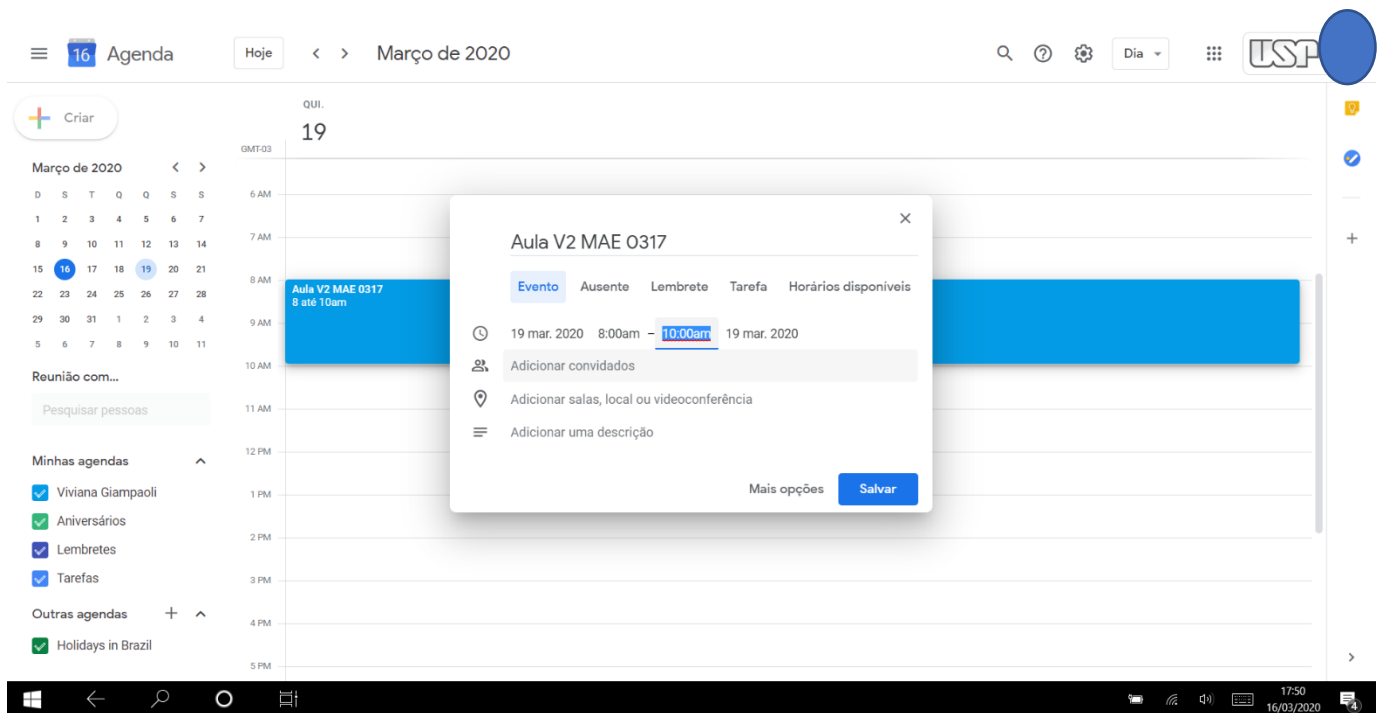 16 Agenda Hoje Março de 2020 Dia USP
Criar
QUI.
19
GMT-03
Março de 2020
D S T Q Q S S
1 2 3 4 5 6 7
8 9 10 11 12 13 14
15 16 17 18 19 20 21
22 23 24 25 26 27 28
29 30 31 1 2 3 4
5 6 7 8 9 10 11
Reunião com...
Pesquisar pessoas
Minhas agendas
Viviana Giampaoli
Aniversários
Lembretes
Tarefas
Outras agendas
Holidays in Brazil
6 AM
7 AM
8 AM
9 AM
10 AM
11 AM
12 PM
1 PM
2 PM
3 PM
4 PM
5 PM
Aula V2 MAE 0317
8 até 10am
Aula V2 MAE 0317
Evento Ausente Lembrete Tarefa Horários disponíveis
19 mar. 2020 8:00am – 10:00am 19 mar. 2020
Adicionar convidados
Adicionar salas, local ou videoconferência
Adicionar uma descrição
Mais opções Salvar
17:50
16/03/2020
4